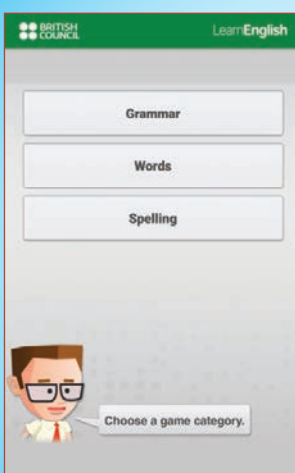 BRITISH
COUNCIL
LearnEnglish
Grammar
Words
Spelling
Choose a game category.